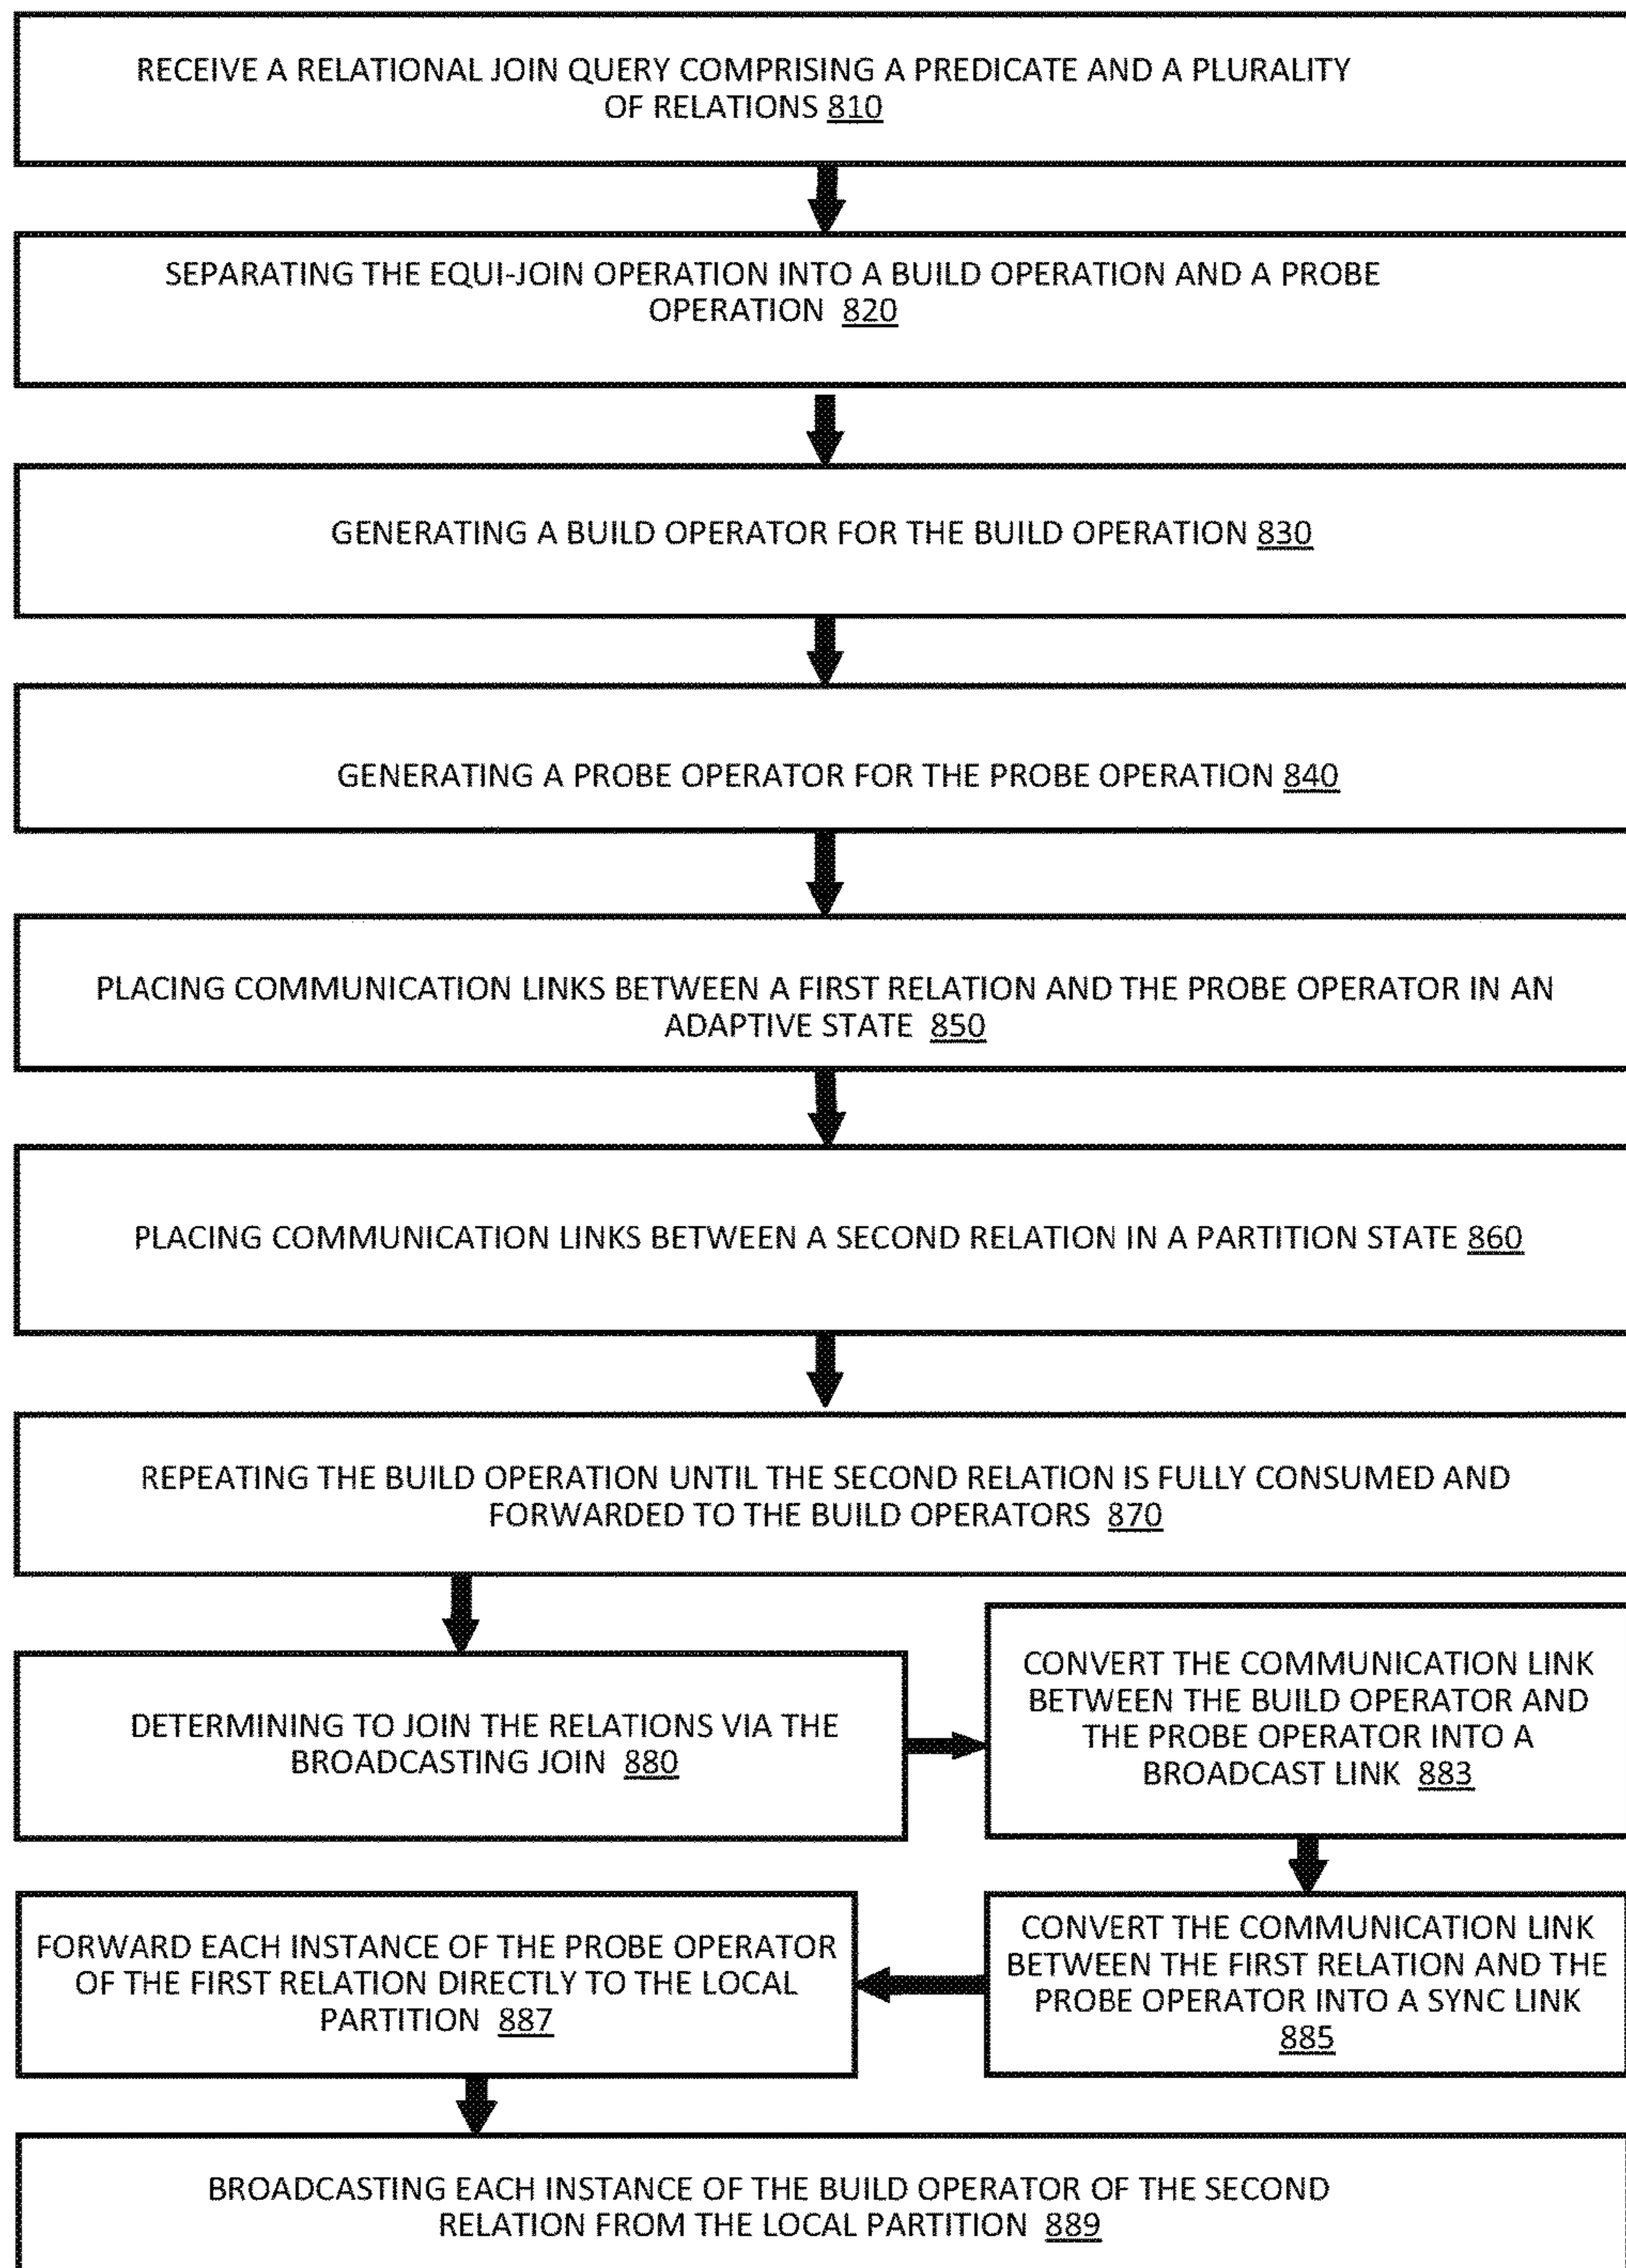 RECEIVE A RELATIONAL JOIN QUERY COMPRISING A PREDICATE AND A PLURALITY
OF RELATIONS 810
SEPARATING THE EQUI-JOIN OPERATION INTO A BUILD OPERATION AND A PROBE
OPERATION 820
GENERATING A BUILD OPERATOR FOR THE BUILD OPERATION 830
GENERATING A PROBE OPERATOR FOR THE PROBE OPERATION 840
PLACING COMMUNICATION LINKS BETWEEN A FIRST RELATION AND THE PROBE OPERATOR IN AN
ADAPTIVE STATE 850
PLACING COMMUNICATION LINKS BETWEEN A SECOND RELATION IN A PARTITION STATE 860
REPEATING THE BUILD OPERATION UNTIL THE SECOND RELATION IS FULLY CONSUMED AND
FORWARDED TO THE BUILD OPERATORS 870
DETERMINING TO JOIN THE RELATIONS VIA THE
BROADCASTING JOIN 880
CONVERT THE COMMUNICATION LINK
BETWEEN THE BUILD OPERATOR AND
THE PROBE OPERATOR INTO A
BROADCAST LINK 883
CONVERT THE COMMUNICATION LINK
BETWEEN THE FIRST RELATION AND THE
PROBE OPERATOR INTO A SYNC LINK
885
FORWARD EACH INSTANCE OF THE PROBE OPERATOR
OF THE FIRST RELATION DIRECTLY TO THE LOCAL
PARTITION 887
BROADCASTING EACH INSTANCE OF THE BUILD OPERATOR OF THE SECOND
RELATION FROM THE LOCAL PARTITION 889